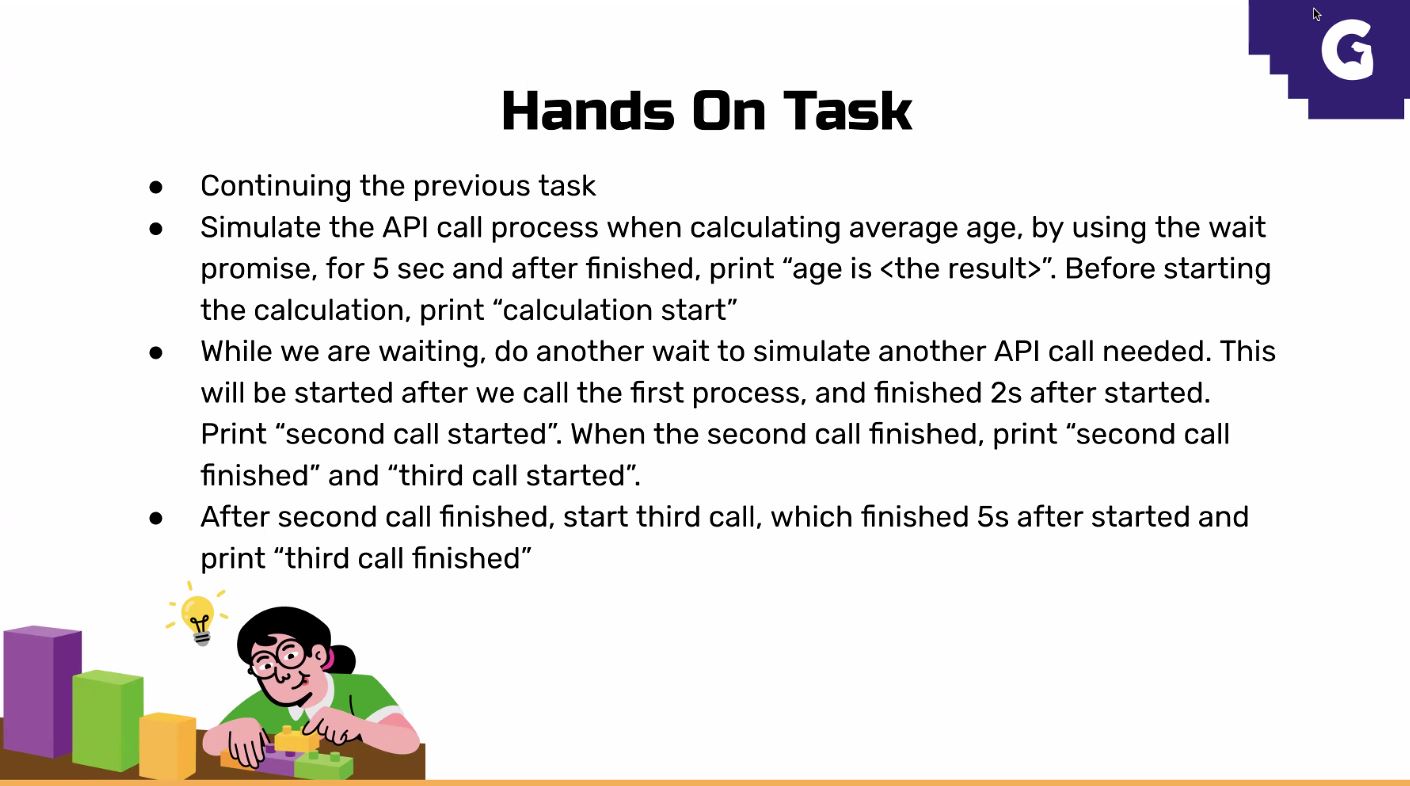 G
Hands On Task
● Continuing the previous task
● Simulate the API call process when calculating average age, by using the wait
promise, for 5 sec and after finished, print “age is <the result>”. Before starting
the calculation, print “calculation start”
● While we are waiting, do another wait to simulate another API call needed. This
will be started after we call the first process, and finished 2s after started.
Print “second call started”. When the second call finished, print “second call
finished” and “third call started”.
● After second call finished, start third call, which finished 5s after started and
print “third call finished”